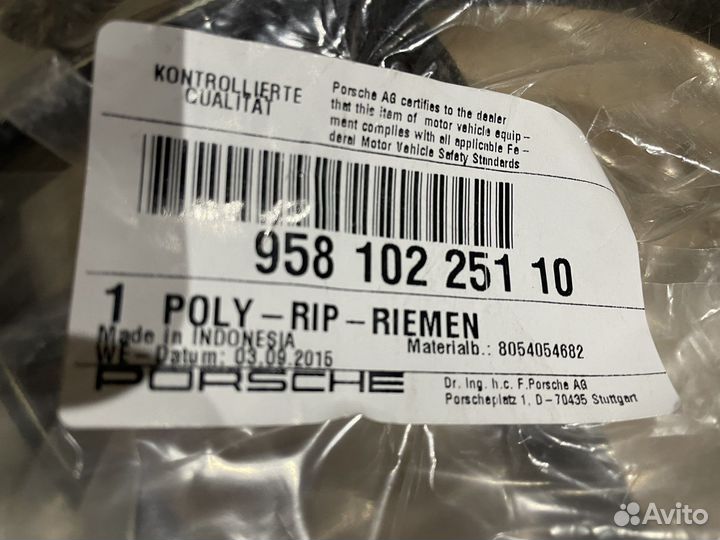 KONTROLLIERTE
QUALITÄT
Porsche AG certifies to the dealer
that this item of motor vehicle equip-
ment complies with all applicable Fe-
deral Motor Vehicle Safety Standards
958 102 251 10
1 POLY-RIP-RIEMEN
Made in INDONESIA
Materialb.: 8054054682
WE-Datum: 03.09.2015
PORSCHE
Dr. Ing. h.c. F.Porsche AG
Porscheplatz 1, D-70435 Stuttgart
Avito